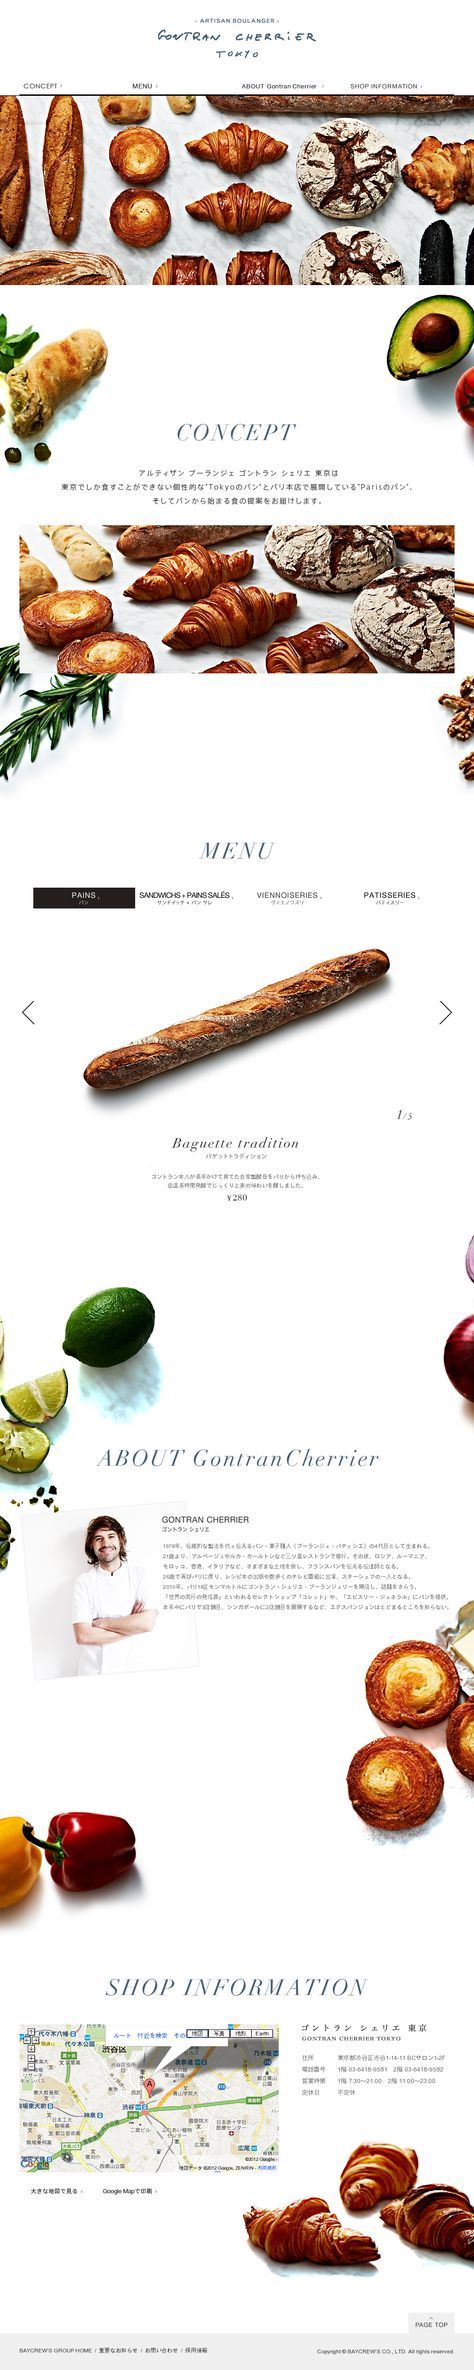 - ARTISAN BOULANGER -
GONTRAN CHERRIER
TOKYO
CONCEPT ›
MENU ›
ABOUT Gontran Cherrier ›
SHOP INFORMATION ›
CONCEPT
アルティザン ブーランジェ ゴントラン シェリエ 東京は
東京でしか食すことができない個性的な"Tokyoのパン"とパリ本店で展開している"Parisのパン"、
そしてパンから始まる食の提案をお届けします。
MENU
PAINS
パン
SANDWICHS + PAINS SALÉS
サンドイッチ + パン サレ
VIENNOISERIES
ヴィエノワズリ
PATISSERIES
パティスリー
1/5
Baguette tradition
バゲットトラディション
ゴントラン本人が長年かけて育てた自家製酵母をパリから持ち込み、
低温長時間発酵でじっくりと麦の味わいを醸しました。
¥280
ABOUT GontranCherrier
GONTRAN CHERRIER
ゴントラン シェリエ
1978年、伝統的な製法を代々伝えるパン・菓子職人（ブーランジェ・パティシエ）の4代目として生まれる。
21歳より、アルページュやルカ・カールトンなど三ツ星レストランで修行。その後、ロシア、ルーマニア、
モロッコ、香港、イタリアなど、さまざまな土地を旅し、フランスパンを伝える伝道師となる。
26歳で再びパリに戻り、レシピ本の出版や数多くのテレビ番組に出演、スターシェフの一人となる。
2010年、パリ18区モンマルトルにゴントラン・シェリエ・ブーランジェリーを開店し、話題をさらう。
「世界の流行の発信源」といわれるセレクトショップ「コレット」や、「エピスリー・ジェネラル」にパンを提供。
本年中にパリで3店舗目、シンガポールに2店舗目を展開するなど、エクスパンジョンはとどまるところを知らない。
SHOP INFORMATION
ルート 付近を検索 その
地図 写真 地形 Earth
渋谷区
地図データ ©2012 Google, ZENRIN - 利用規約
大きな地図で見る ›
Google Mapで印刷 ›
ゴントラン シェリエ 東京
GONTRAN CHERRIER TOKYO
住所 東京都渋谷区渋谷1-14-11 BCサロン1-2F
電話番号 1階 03-6418-9581 2階 03-6418-9582
営業時間 1階 7:30〜21:00 2階 11:00〜23:00
定休日 不定休
PAGE TOP
BAYCREW'S GROUP HOME / 重要なお知らせ / お問い合わせ / 採用情報
Copyright © BAYCREW'S CO., LTD. All rights reserved.